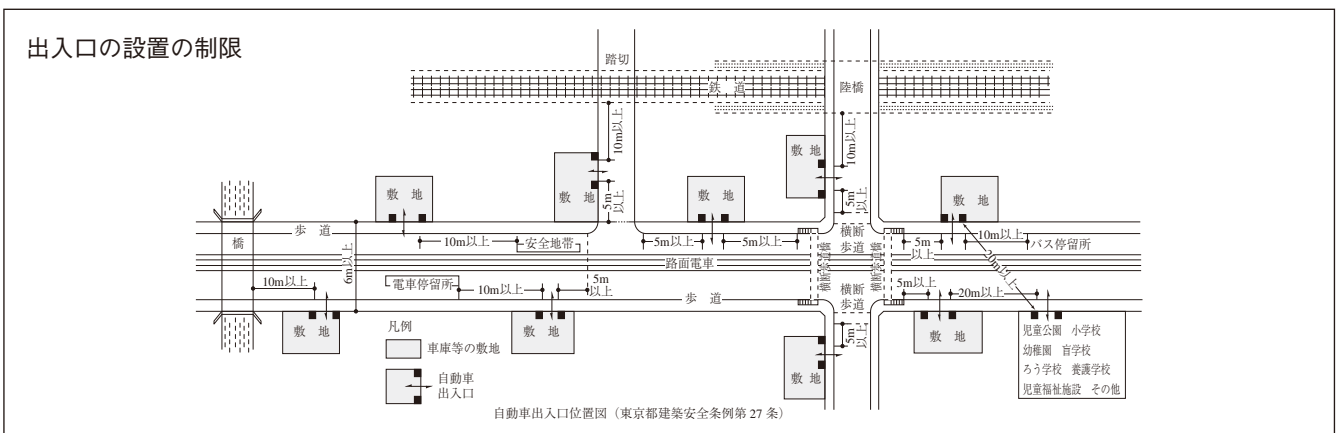 出入口の設置の制限
踏切
鉄道
陸橋
10m以上
10m以上
敷地
敷地
敷地
敷地
敷地
5m以上
5m以上
橋
歩道
6m以上
10m以上
安全地帯
5m以上
5m以上
横断歩道
横断歩道橋
横断歩道橋
5m以上
10m以上
バス停留所
20m以上
路面電車
10m以上
電車停留所
10m以上
5m以上
歩道
横断歩道
5m以上
20m以上
敷地
敷地
敷地
敷地
5m以上
児童公園 小学校
幼稚園 盲学校
ろう学校 養護学校
児童福祉施設 その他
凡例
車庫等の敷地
自動車
出入口
自動車出入口位置図（東京都建築安全条例第27条）